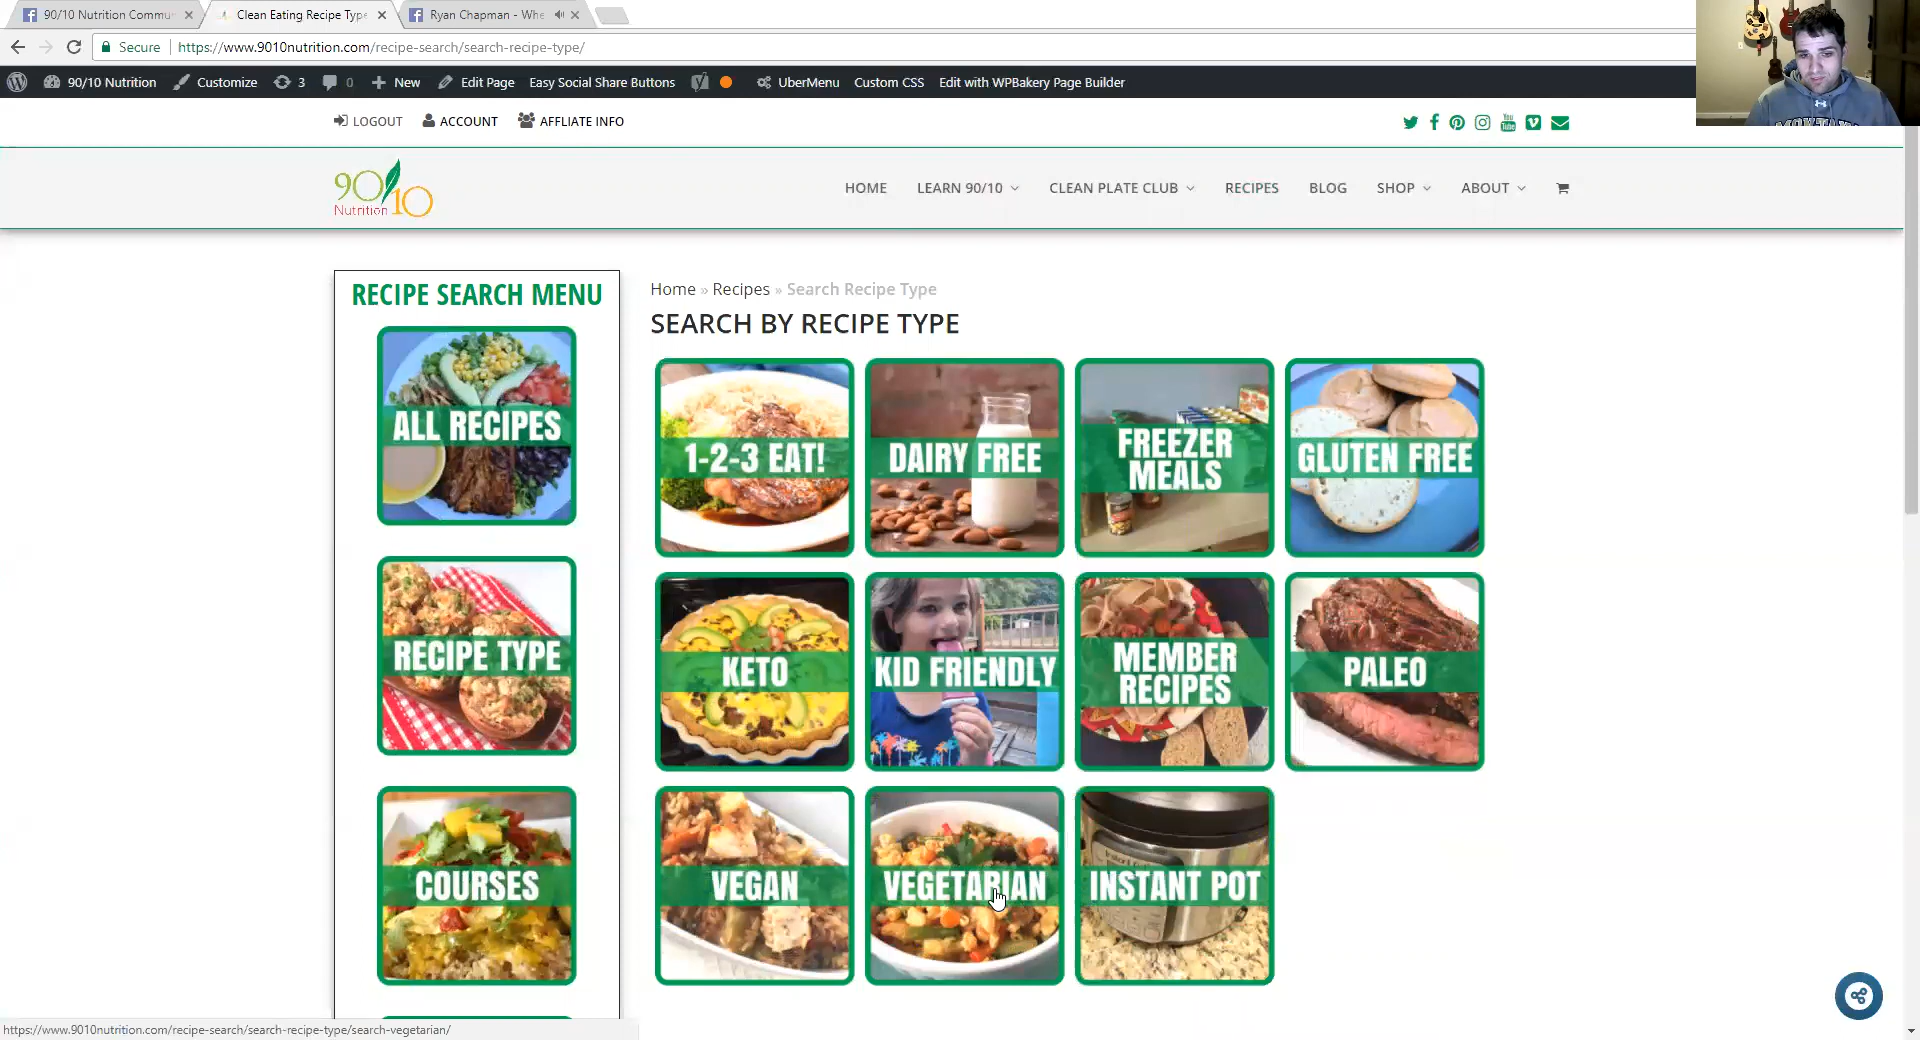 90/10 Nutrition Commu
Clean Eating Recipe Type
Ryan Chapman - Whe
Secure
https://www.9010nutrition.com/recipe-search/search-recipe-type/
90/10 Nutrition
Customize
3
0
New
Edit Page
Easy Social Share Buttons
UberMenu
Custom CSS
Edit with WPBakery Page Builder
LOGOUT
ACCOUNT
AFFLIATE INFO
You
Tube
90/10
Nutrition
HOME
LEARN 90/10
CLEAN PLATE CLUB
RECIPES
BLOG
SHOP
ABOUT
RECIPE SEARCH MENU
ALL RECIPES
RECIPE TYPE
COURSES
Home » Recipes » Search Recipe Type
SEARCH BY RECIPE TYPE
1-2-3 EAT!
DAIRY FREE
FREEZER
MEALS
GLUTEN FREE
KETO
KID FRIENDLY
MEMBER
RECIPES
PALEO
VEGAN
VEGETARIAN
INSTANT POT
https://www.9010nutrition.com/recipe-search/search-recipe-type/search-vegetarian/